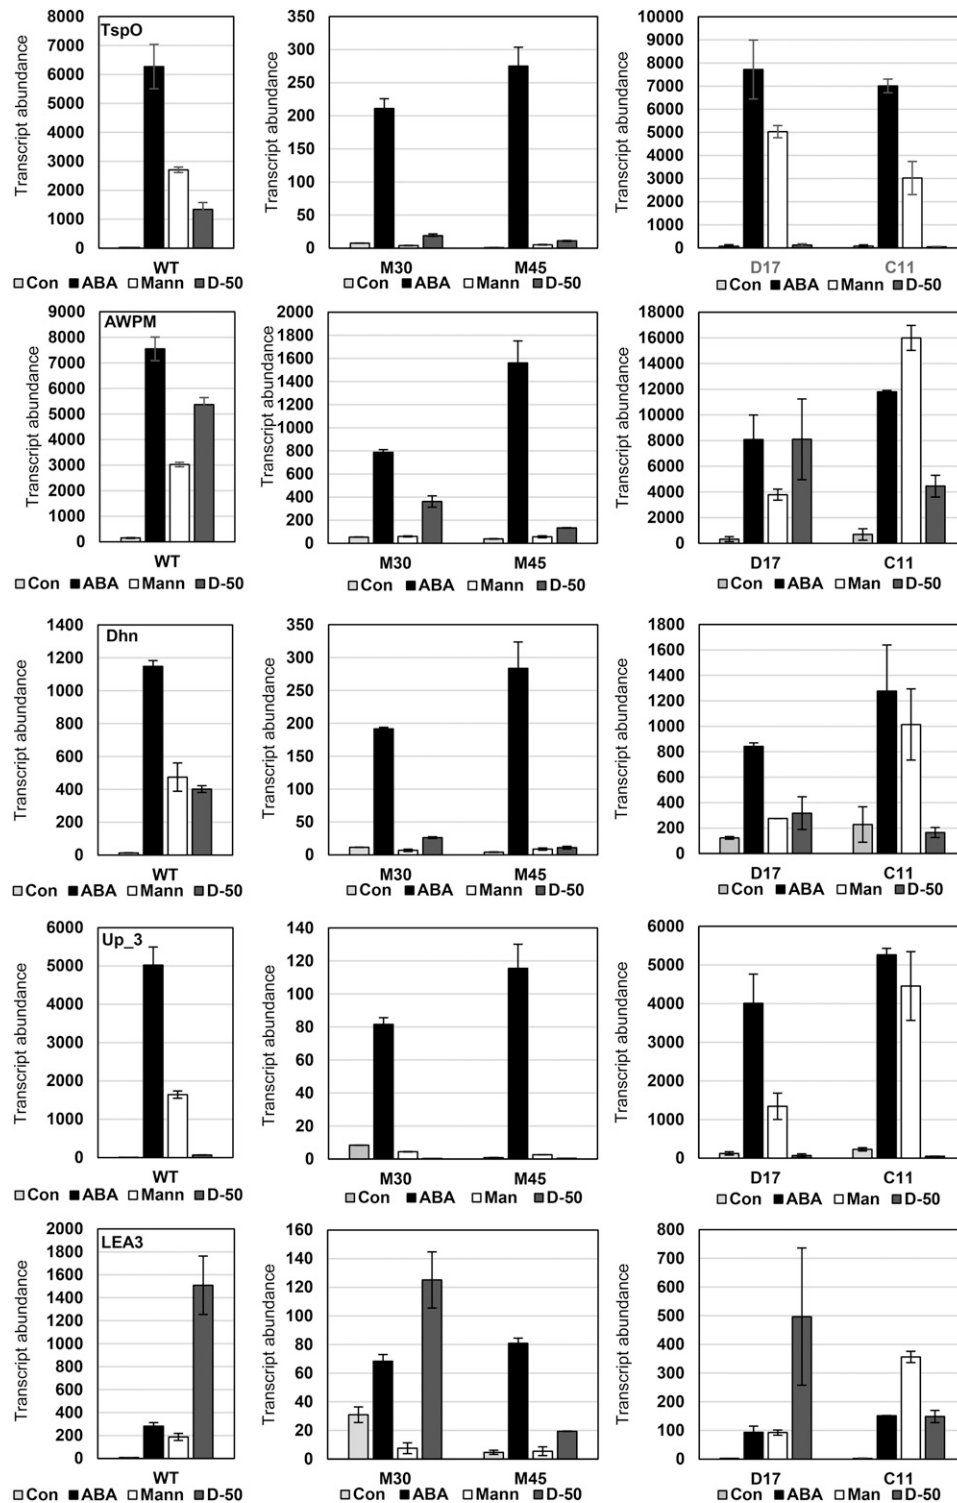 Transcript abundance
8000
7000
6000
5000
4000
3000
2000
1000
0
TspO
WT
Con ABA Mann D-50
Transcript abundance
350
300
250
200
150
100
50
0
M30 M45
Con ABA Mann D-50
Transcript abundance
10000
9000
8000
7000
6000
5000
4000
3000
2000
1000
0
D17 C11
Con ABA Mann D-50
Transcript abundance
9000
8000
7000
6000
5000
4000
3000
2000
1000
0
AWPM
WT
Con ABA Mann D-50
Transcript abundance
2000
1800
1600
1400
1200
1000
800
600
400
200
0
M30 M45
Con ABA Mann D-50
Transcript abundance
18000
16000
14000
12000
10000
8000
6000
4000
2000
0
D17 C11
Con ABA Man D-50
Transcript abundance
1400
1200
1000
800
600
400
200
0
Dhn
WT
Con ABA Mann D-50
Transcript abundance
350
300
250
200
150
100
50
0
M30 M45
Con ABA Mann D-50
Transcript abundance
1800
1600
1400
1200
1000
800
600
400
200
0
D17 C11
Con ABA Man D-50
Transcript abundance
6000
5000
4000
3000
2000
1000
0
Up_3
WT
Con ABA Mann D-50
Transcript abundance
140
120
100
80
60
40
20
0
M30 M45
Con ABA Man D-50
Transcript abundance
6000
5000
4000
3000
2000
1000
0
D17 C11
Con ABA Man D-50
Transcript abundance
2000
1800
1600
1400
1200
1000
800
600
400
200
0
LEA3
WT
Con ABA Mann D-50
Transcript abundance
160
140
120
100
80
60
40
20
0
M30 M45
Con ABA Mann D-50
Transcript abundance
800
700
600
500
400
300
200
100
0
D17 C11
Con ABA Mann D-50